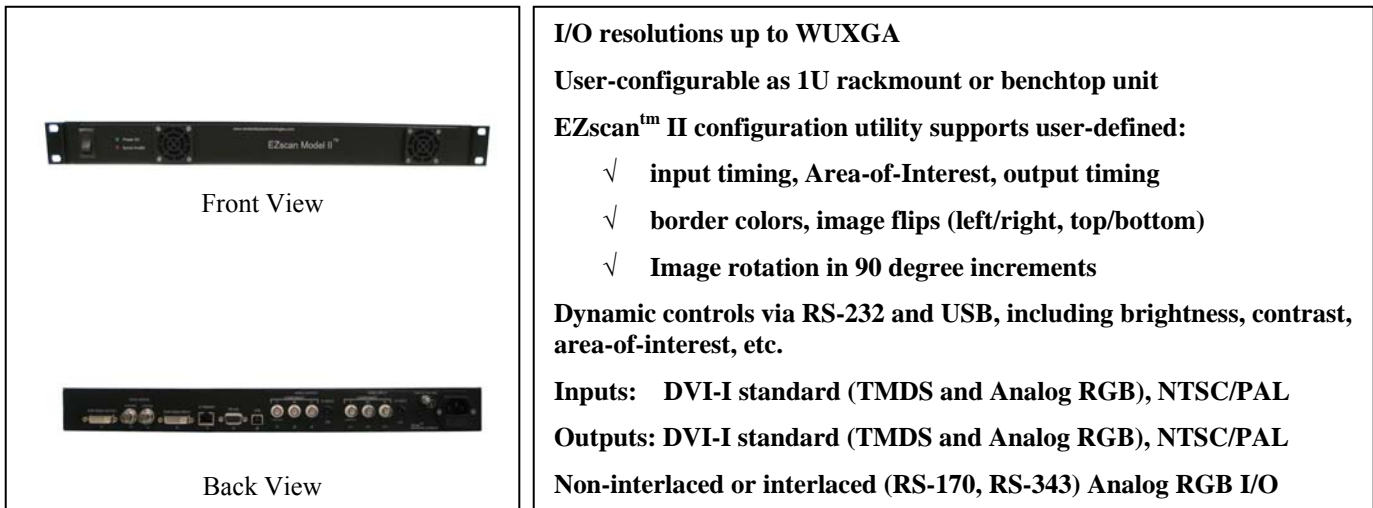 EZscan Model II™
Front View
Back View
I/O resolutions up to WUXGA
User-configurable as 1U rackmount or benchtop unit
EZscan™ II configuration utility supports user-defined:
√ input timing, Area-of-Interest, output timing
√ border colors, image flips (left/right, top/bottom)
√ Image rotation in 90 degree increments
Dynamic controls via RS-232 and USB, including brightness, contrast,
area-of-interest, etc.
Inputs: DVI-I standard (TMDS and Analog RGB), NTSC/PAL
Outputs: DVI-I standard (TMDS and Analog RGB), NTSC/PAL
Non-interlaced or interlaced (RS-170, RS-343) Analog RGB I/O